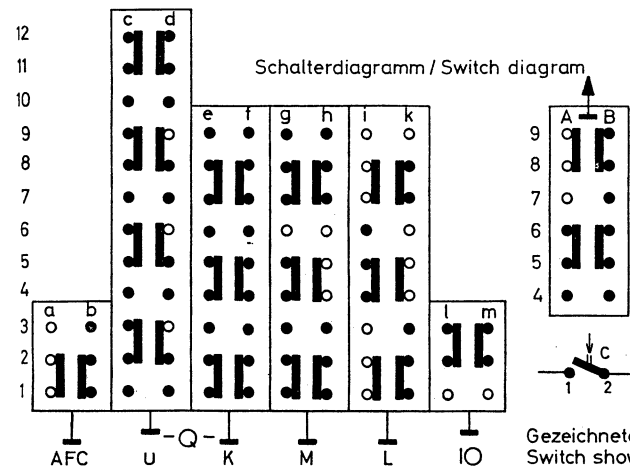 Schalterdiagramm / Switch diagram
12
11
10
9
8
7
6
5
4
3
2
1
c d
e f
g h
i k
a b
l m
A B
9
8
7
6
5
4
C
1 2
AFC U -Q- K M L IO
Gezeichnete
Switch show